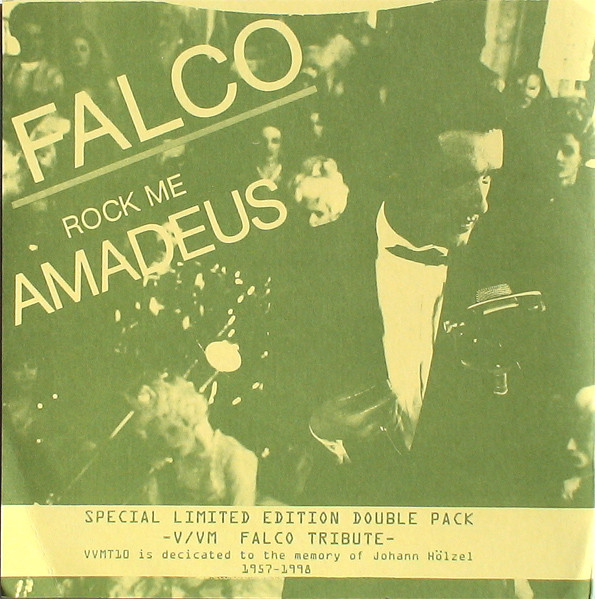 FALCO
ROCK ME
AMADEUS
SPECIAL LIMITED EDITION DOUBLE PACK
-V/VM FALCO TRIBUTE-
VVMT10 is decicated to the memory of Johann Hölzel
1957-1998